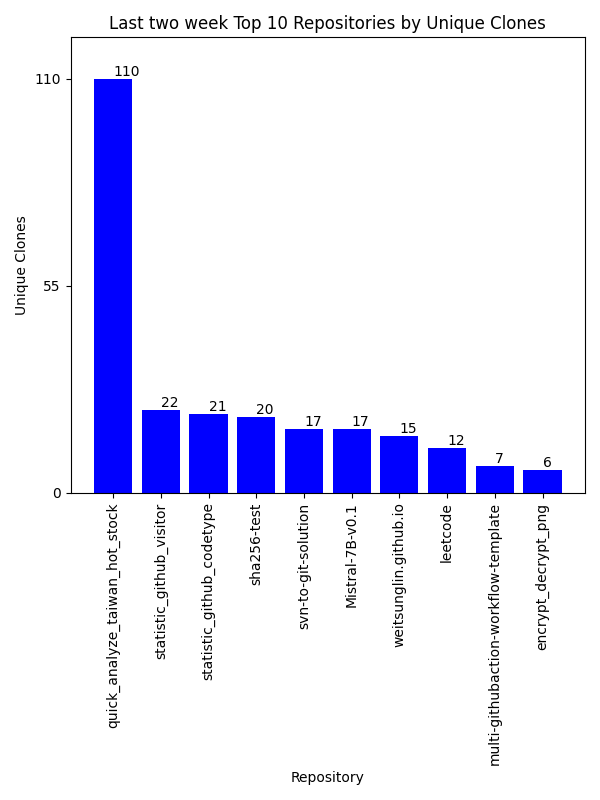 Last two week Top 10 Repositories by Unique Clones
Unique Clones
110
55
0
110
22
21
20
17
17
15
12
7
6
quick_analyze_taiwan_hot_stock
statistic_github_visitor
statistic_github_codetype
sha256-test
svn-to-git-solution
Mistral-7B-v0.1
weitsunglin.github.io
leetcode
multi-githubaction-workflow-template
encrypt_decrypt_png
Repository